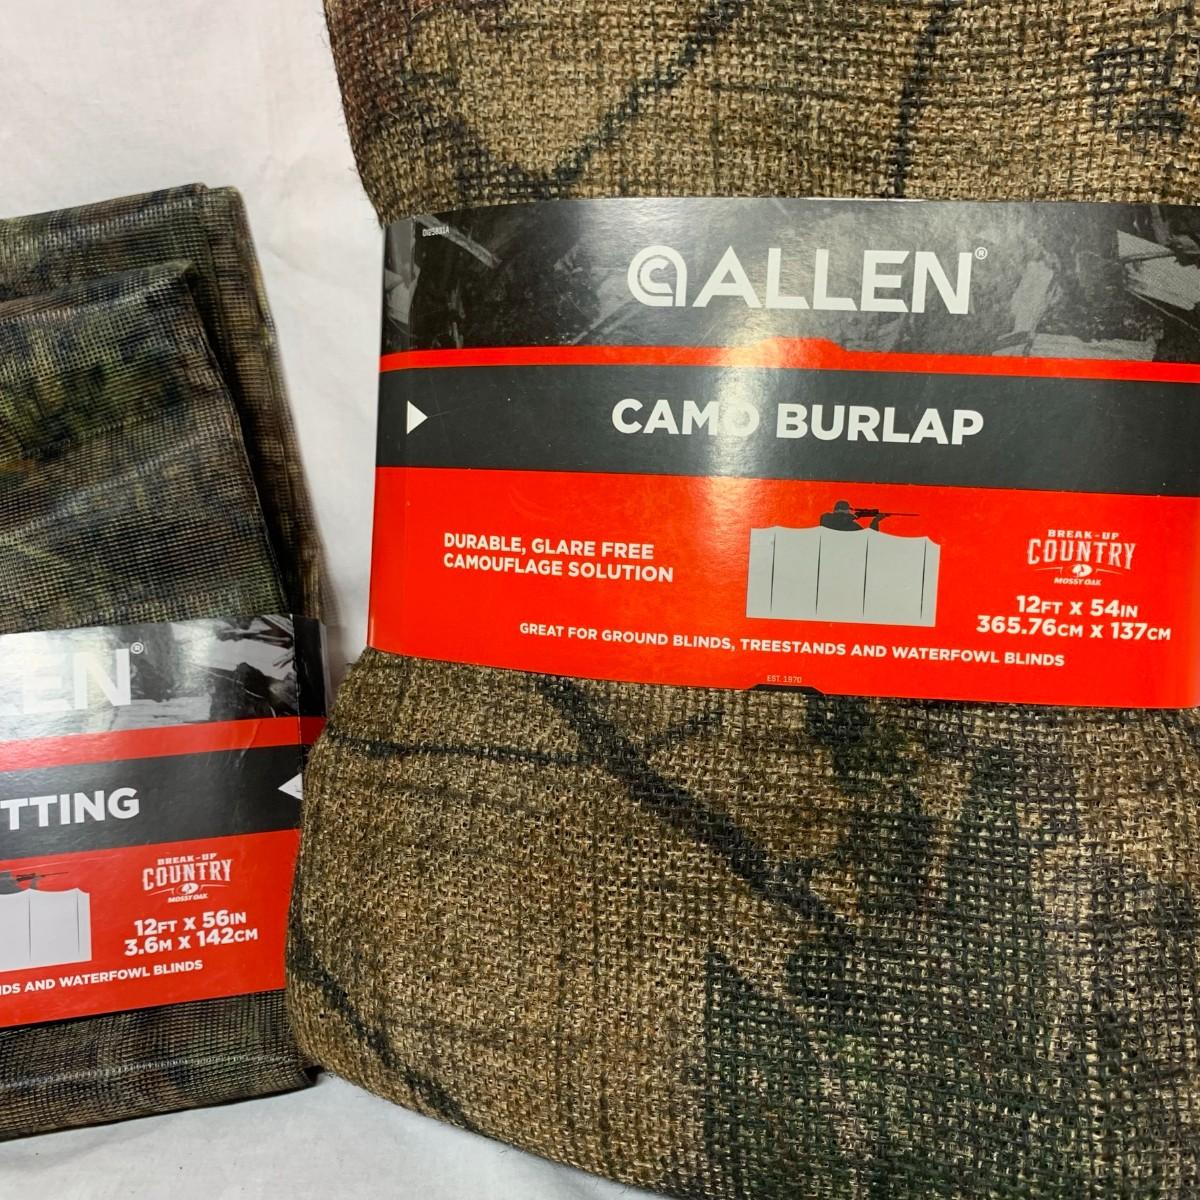 ALLEN®
CAMO BURLAP
DURABLE, GLARE FREE
CAMOUFLAGE SOLUTION
BREAK-UP
COUNTRY
MOSSY OAK
12FT X 54IN
365.76CM X 137CM
GREAT FOR GROUND BLINDS, TREESTANDS AND WATERFOWL BLINDS
EST. 1970
EN®
TTING
BREAK-UP
COUNTRY
MOSSY OAK
12FT X 56IN
3.6M X 142CM
AND WATERFOWL BLINDS